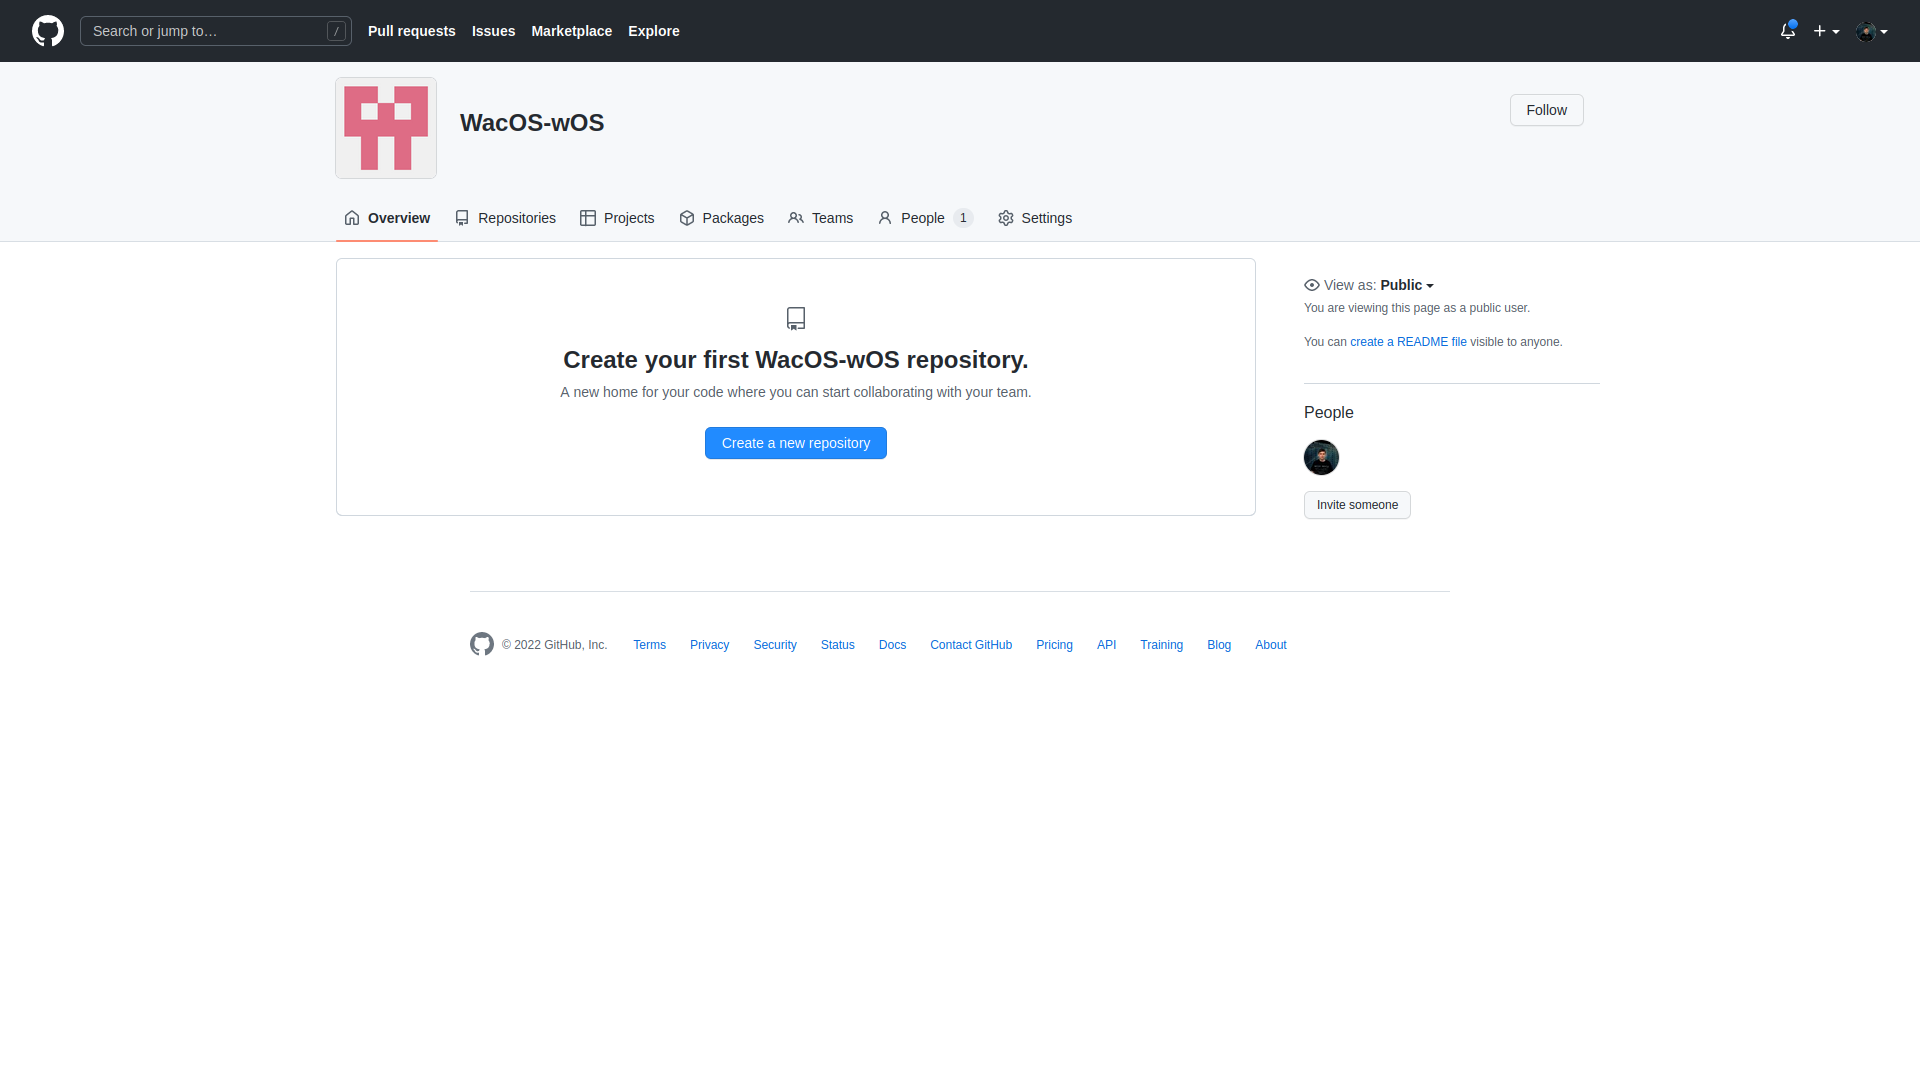 Search or jump to… /
Pull requests Issues Marketplace Explore
WacOS-wOS
Follow
Overview Repositories Projects Packages Teams People 1 Settings
Create your first WacOS-wOS repository.
A new home for your code where you can start collaborating with your team.
Create a new repository
View as: Public
You are viewing this page as a public user.
You can create a README file visible to anyone.
People
Invite someone
© 2022 GitHub, Inc. Terms Privacy Security Status Docs Contact GitHub Pricing API Training Blog About